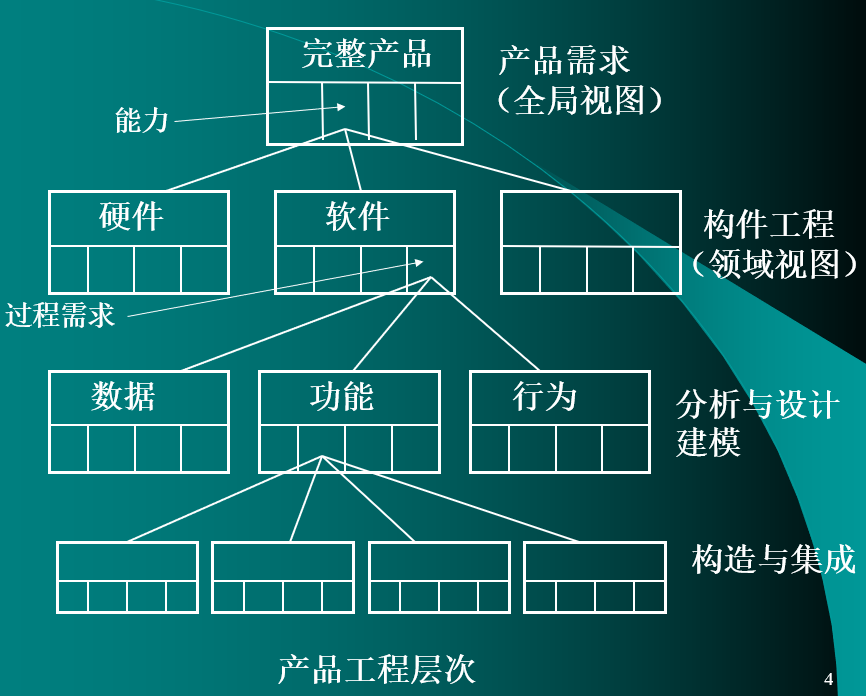 完整产品
产品需求
（全局视图）
能力
硬件
软件
构件工程
（领域视图）
过程需求
数据
功能
行为
分析与设计
建模
构造与集成
产品工程层次
4